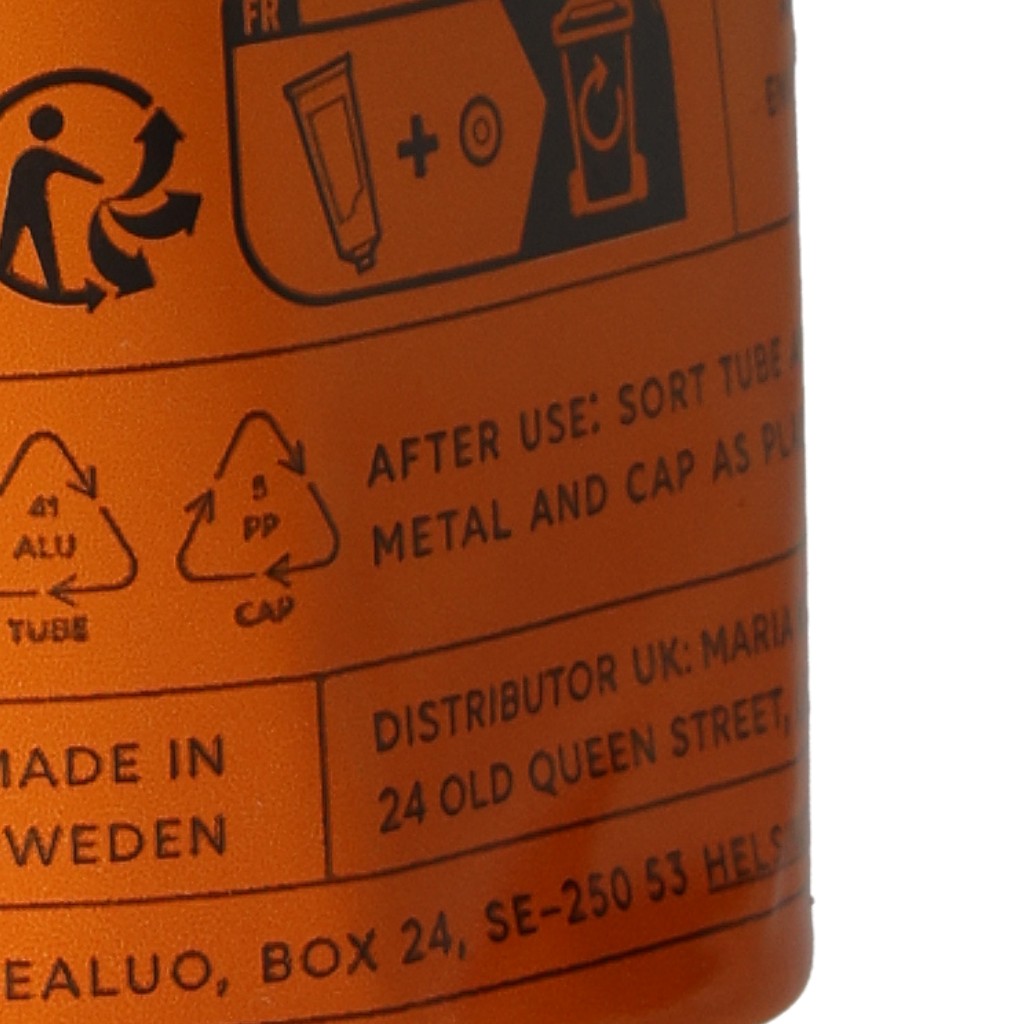 FR
AFTER USE: SORT TUBE
METAL AND CAP AS
41
ALU
TUBE
5
PP
CAP
MADE IN
WEDEN
DISTRIBUTOR UK: MARIA
24 OLD QUEEN STREET,
EALUO, BOX 24, SE-250 53 HELS